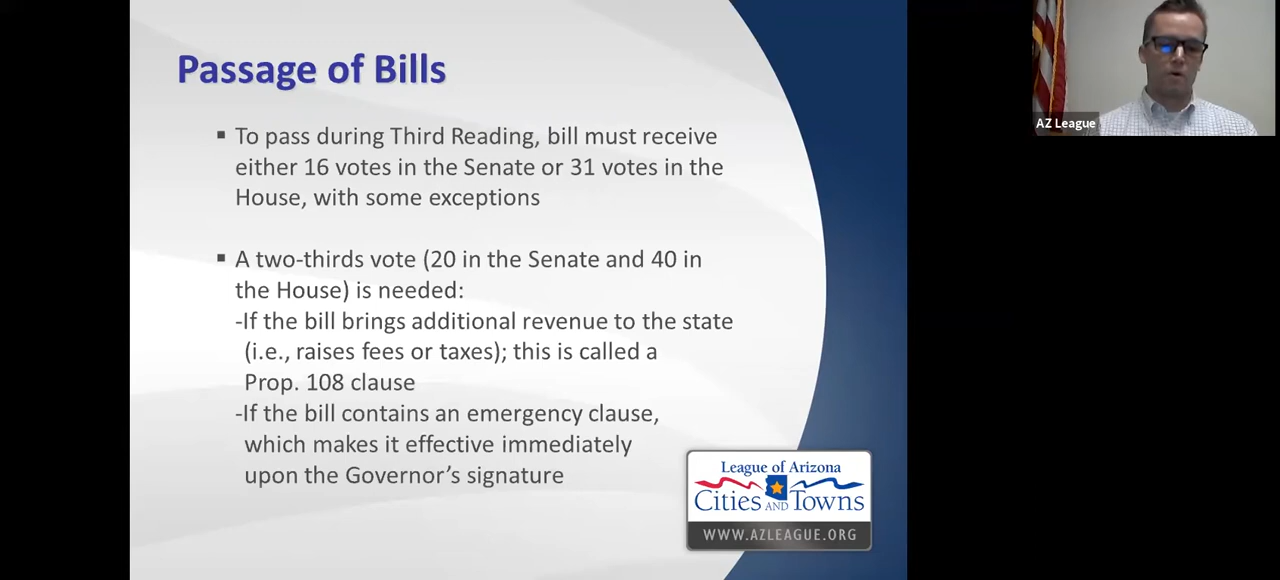 Passage of Bills
▪ To pass during Third Reading, bill must receive
either 16 votes in the Senate or 31 votes in the
House, with some exceptions
▪ A two-thirds vote (20 in the Senate and 40 in
the House) is needed:
-If the bill brings additional revenue to the state
(i.e., raises fees or taxes); this is called a
Prop. 108 clause
-If the bill contains an emergency clause,
which makes it effective immediately
upon the Governor’s signature
League of Arizona
Cities AND Towns
WWW.AZLEAGUE.ORG
AZ League